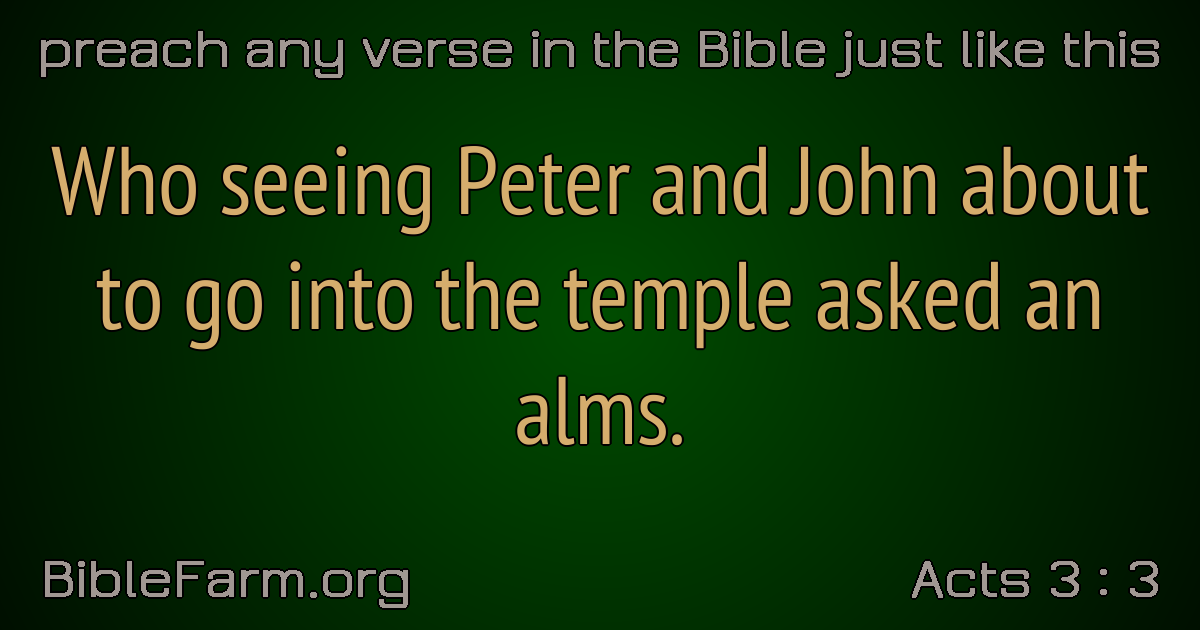 preach any verse in the Bible just like this
Who seeing Peter and John about
to go into the temple asked an
alms.
BibleFarm.org
Acts 3 : 3